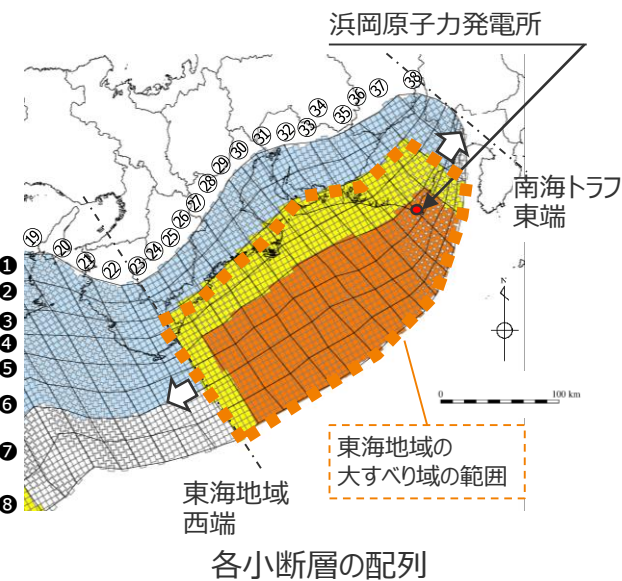 浜岡原子力発電所
⑲
⑳
㉑
㉒
㉓
㉔
㉕
㉖
㉗
㉘
㉙
㉚
㉛
㉜
㉝
㉞
㉟
㊱
㊲
㊳
南海トラフ
東端
❶
❷
❸
❹
❺
❻
❼
❽
N
0 100 km
東海地域の
大すべり域の範囲
東海地域
西端
各小断層の配列